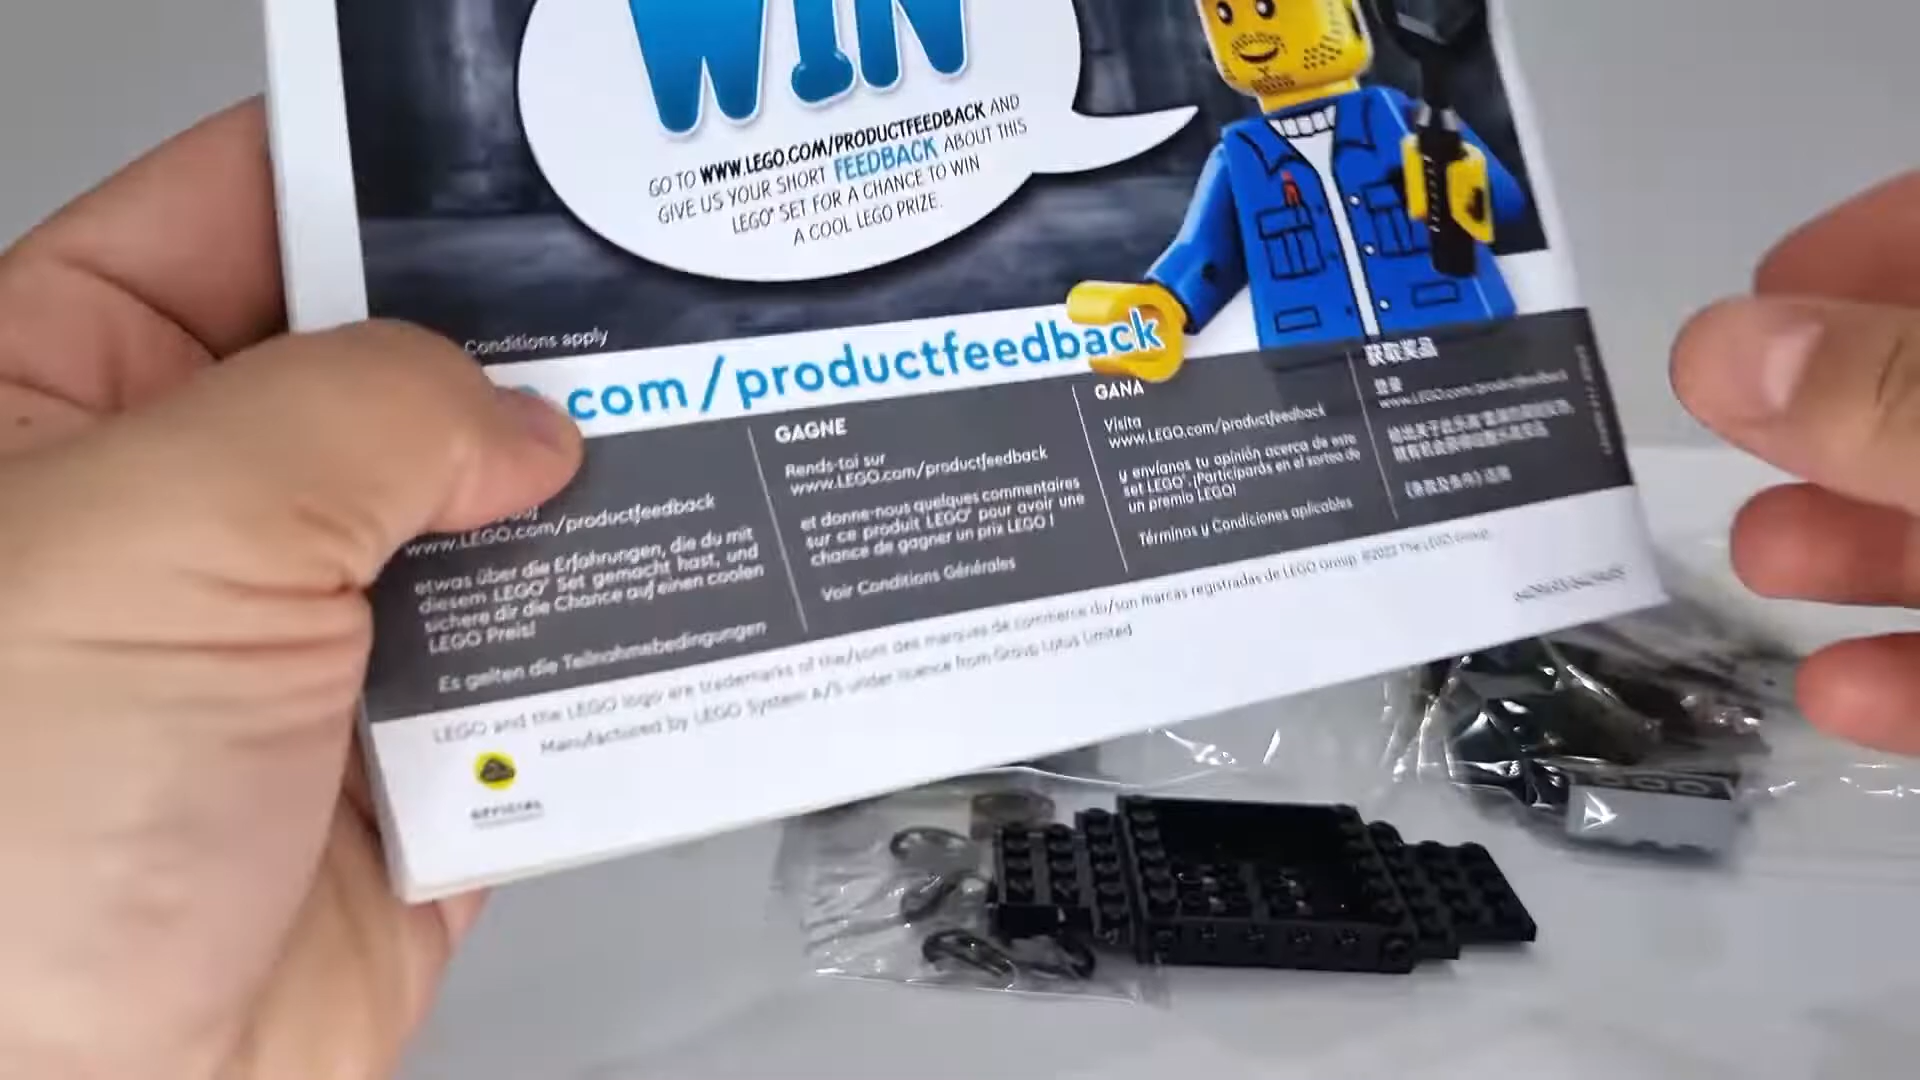 WIN
GO TO WWW.LEGO.COM/PRODUCTFEEDBACK AND
GIVE US YOUR SHORT FEEDBACK ABOUT THIS
LEGO® SET FOR A CHANCE TO WIN
A COOL LEGO PRIZE.
Conditions apply
.com/productfeedback
www.LEGO.com/productfeedback
etwas über die Erfahrungen, die du mit
diesem LEGO® Set gemacht hast, und
sichere dir die Chance auf einen coolen
LEGO Preis!
Es gelten die Teilnahmebedingungen
GAGNE
Rends-toi sur
www.LEGO.com/productfeedback
et donne-nous quelques commentaires
sur ce produit LEGO® pour avoir une
chance de gagner un prix LEGO !
Voir Conditions Générales
GANA
Visita
www.LEGO.com/productfeedback
y envíanos tu opinión acerca de este
set LEGO®. ¡Participarás en el sorteo de
un premio LEGO!
Términos y Condiciones aplicables
获取奖品
登录
www.LEGO.com/productfeedback
LEGO and the LEGO logo are trademarks of the/sont des marques de commerce du/son marcas registradas de LEGO Group. ©2022 The LEGO Group.
Manufactured by LEGO System A/S under licence from Group Lotus Limited
OFFICIAL